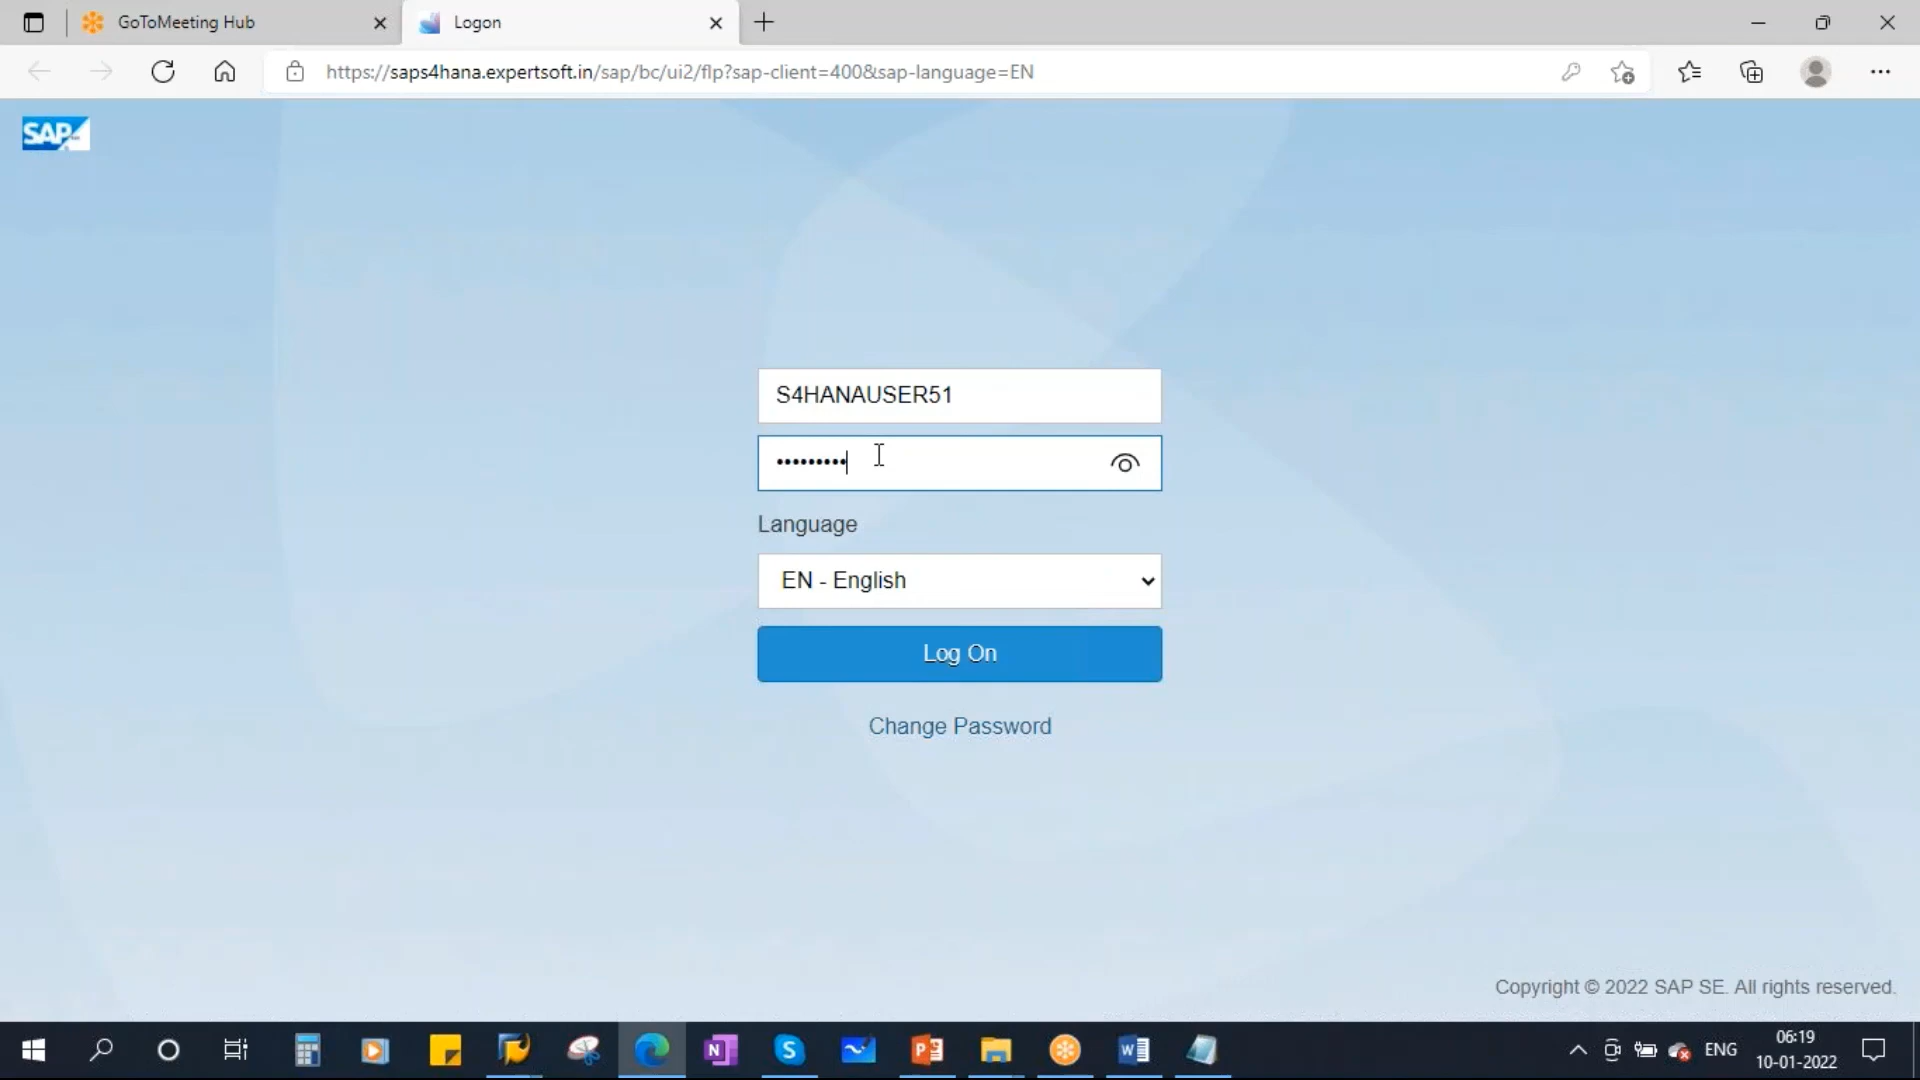 GoToMeeting Hub
Logon
https://saps4hana.expertsoft.in/sap/bc/ui2/flp?sap-client=400&sap-language=EN
SAP
S4HANAUSER51
•••••••••
Language
EN - English
Log On
Change Password
Copyright © 2022 SAP SE. All rights reserved.
ENG
06:19
10-01-2022